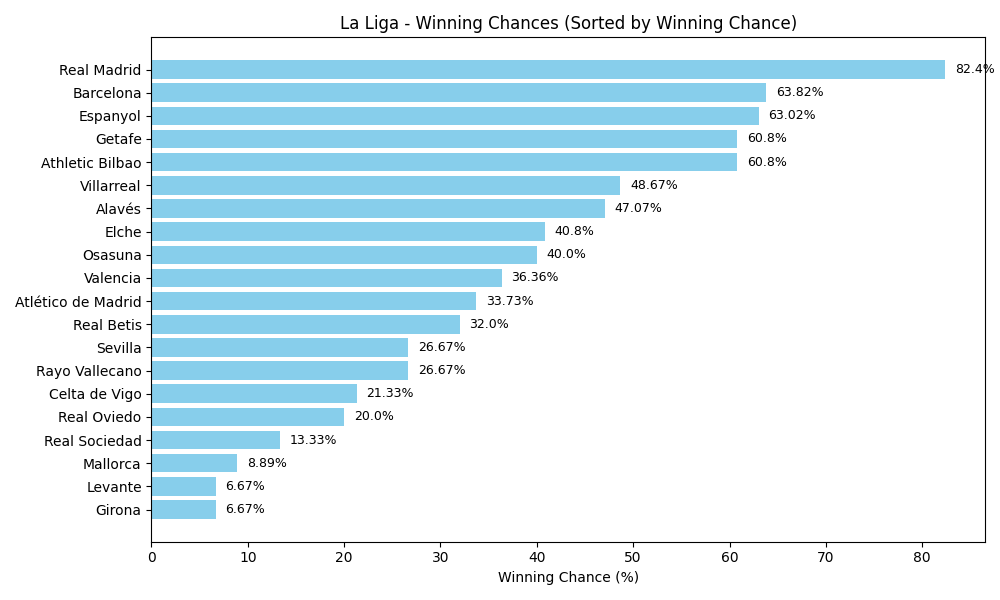 La Liga - Winning Chances (Sorted by Winning Chance)
Real Madrid 82.4%
Barcelona 63.82%
Espanyol 63.02%
Getafe 60.8%
Athletic Bilbao 60.8%
Villarreal 48.67%
Alavés 47.07%
Elche 40.8%
Osasuna 40.0%
Valencia 36.36%
Atlético de Madrid 33.73%
Real Betis 32.0%
Sevilla 26.67%
Rayo Vallecano 26.67%
Celta de Vigo 21.33%
Real Oviedo 20.0%
Real Sociedad 13.33%
Mallorca 8.89%
Levante 6.67%
Girona 6.67%
0 10 20 30 40 50 60 70 80
Winning Chance (%)